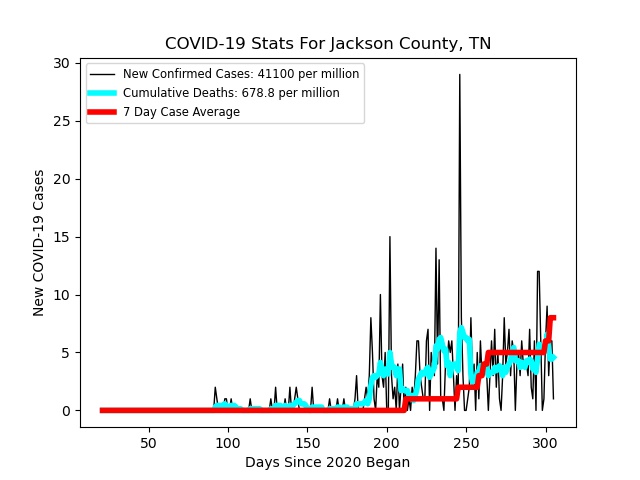 COVID-19 Stats For Jackson County, TN
New Confirmed Cases: 41100 per million
Cumulative Deaths: 678.8 per million
7 Day Case Average
New COVID-19 Cases
30
25
20
15
10
5
0
50
100
150
200
250
300
Days Since 2020 Began